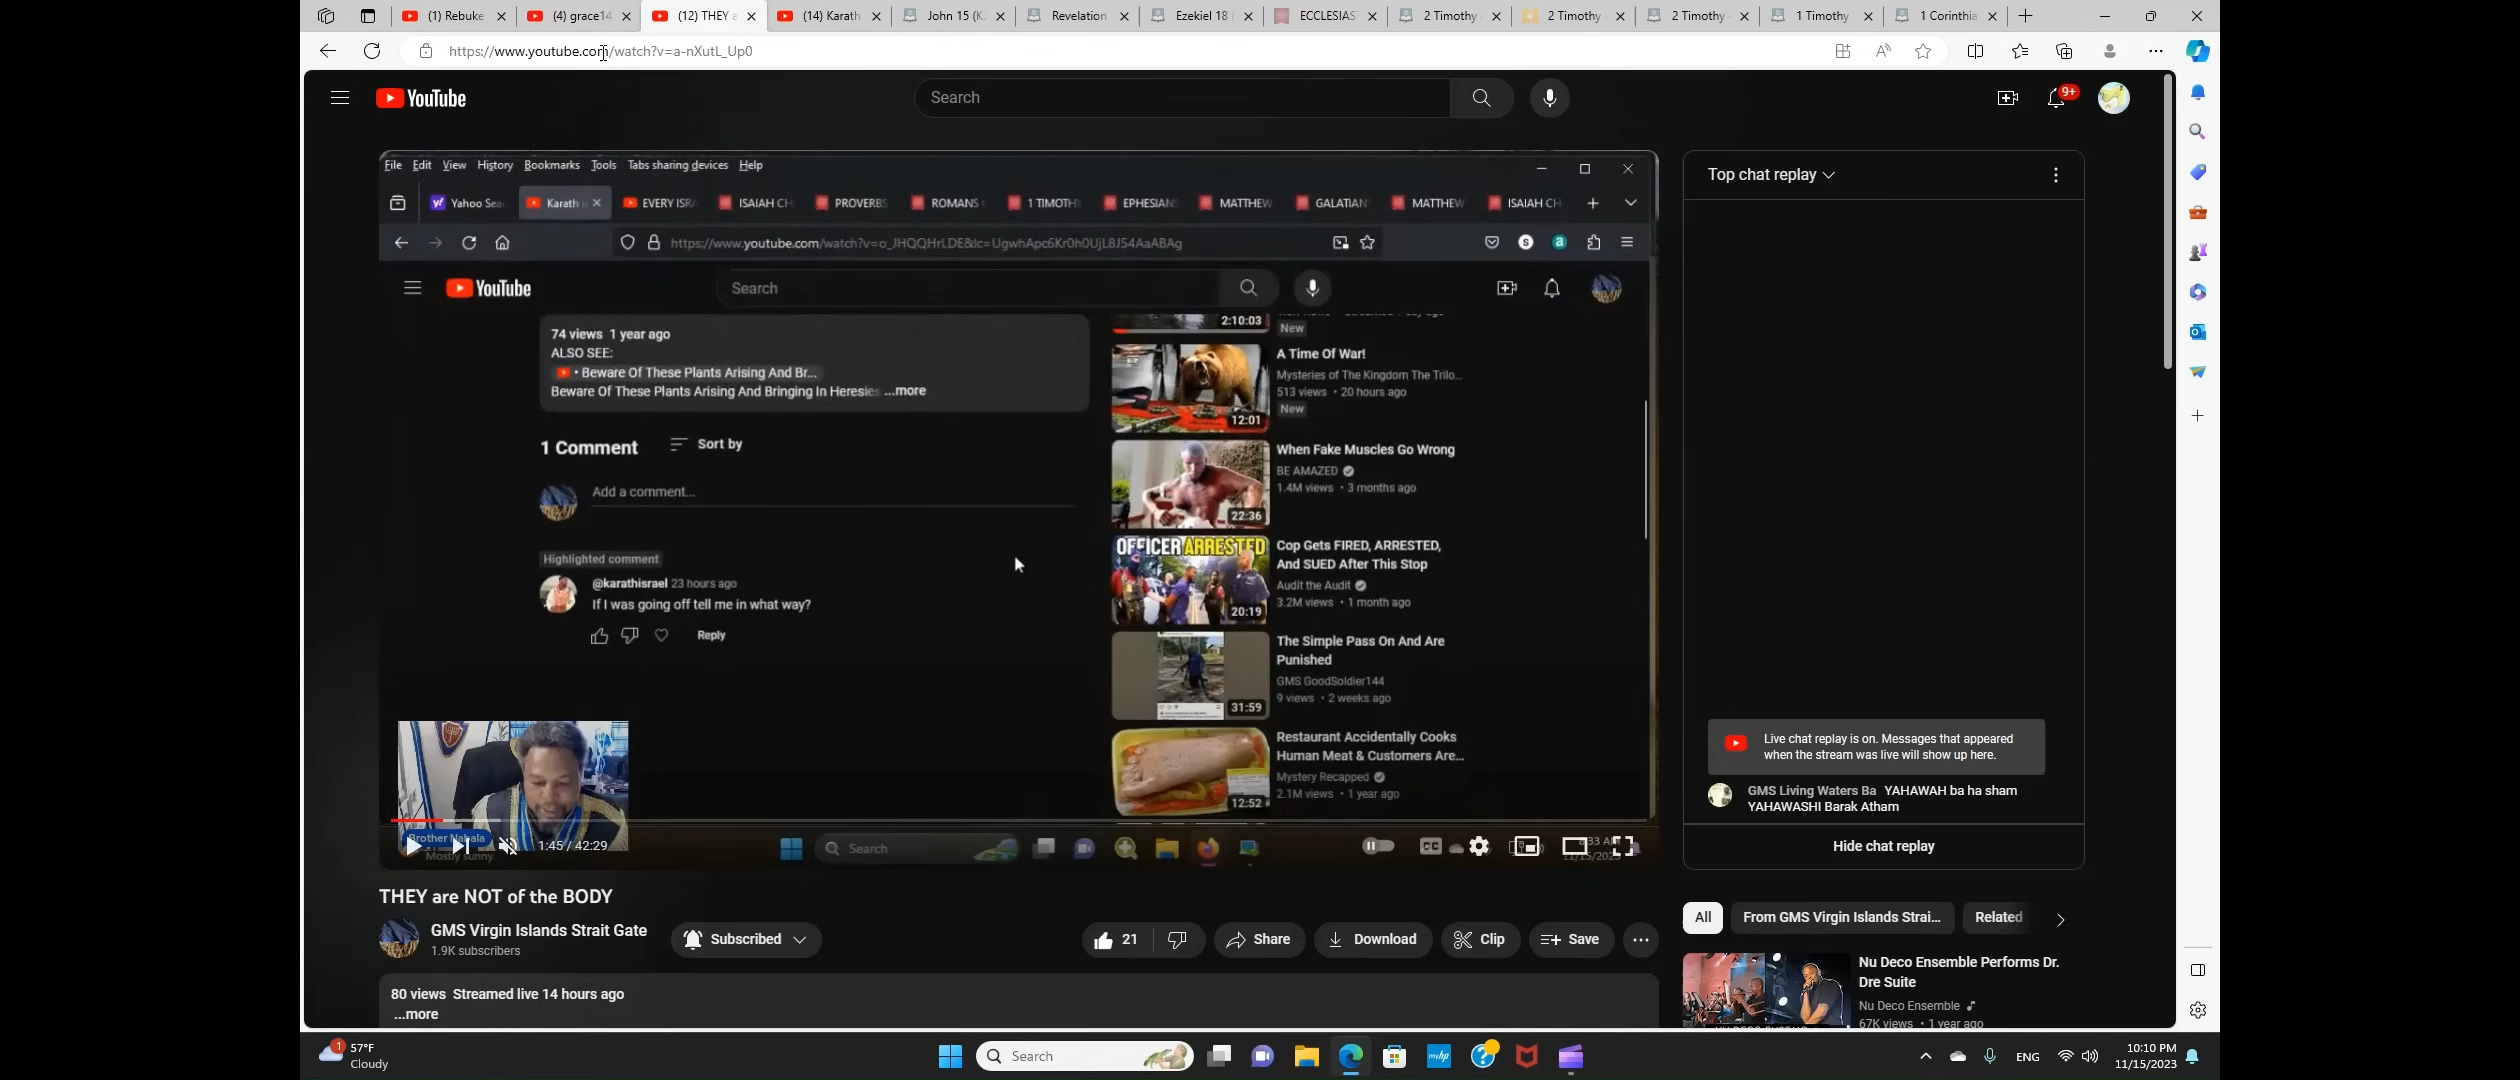 (1) Rebuke
(4) grace14
(12) THEY a
(14) Karath
John 15 (K
Revelation
Ezekiel 18 (
ECCLESIAS
2 Timothy
2 Timothy
2 Timothy
1 Timothy
1 Corinthia
https://www.youtube.com/watch?v=a-nXutL_Up0
YouTube
Search
9+
File Edit View History Bookmarks Tools Tabs sharing devices Help
Yahoo Sea
Karath i
EVERY ISRA
ISAIAH CH
PROVERBS
ROMANS
1 TIMOTHY
EPHESIANS
MATTHEW
GALATIAN
MATTHEW
ISAIAH CH
https://www.youtube.com/watch?v=o_JHQQHrLDE&lc=UgwhApc6Kr0h0UjL8J54AaABAg
YouTube
Search
74 views 1 year ago
ALSO SEE:
• Beware Of These Plants Arising And Br...
Beware Of These Plants Arising And Bringing In Heresies ...more
1 Comment Sort by
Add a comment...
Highlighted comment
@karathisrael 23 hours ago
If I was going off tell me in what way?
Reply
2:10:03
New
A Time Of War!
Mysteries of The Kingdom The Trilo...
513 views • 20 hours ago
New
12:01
When Fake Muscles Go Wrong
BE AMAZED
1.4M views • 3 months ago
22:36
OFFICER ARRESTED
Cop Gets FIRED, ARRESTED,
And SUED After This Stop
Audit the Audit
3.2M views • 1 month ago
20:19
The Simple Pass On And Are
Punished
GMS GoodSoldier144
9 views • 2 weeks ago
31:59
Restaurant Accidentally Cooks
Human Meat & Customers Are...
Mystery Recapped
2.1M views • 1 year ago
12:52
Brother Nahala
Mostly sunny
1:45 / 42:29
Search
CC
11/15/2023
Top chat replay
Live chat replay is on. Messages that appeared
when the stream was live will show up here.
GMS Living Waters Ba YAHAWAH ba ha sham
YAHAWASHI Barak Atham
Hide chat replay
THEY are NOT of the BODY
GMS Virgin Islands Strait Gate
1.9K subscribers
Subscribed
21
Share
Download
Clip
Save
80 views Streamed live 14 hours ago
...more
All
From GMS Virgin Islands Strai...
Related
Nu Deco Ensemble Performs Dr.
Dre Suite
Nu Deco Ensemble
67K views • 1 year ago
1
57°F
Cloudy
Search
myhp
ENG
10:10 PM
11/15/2023